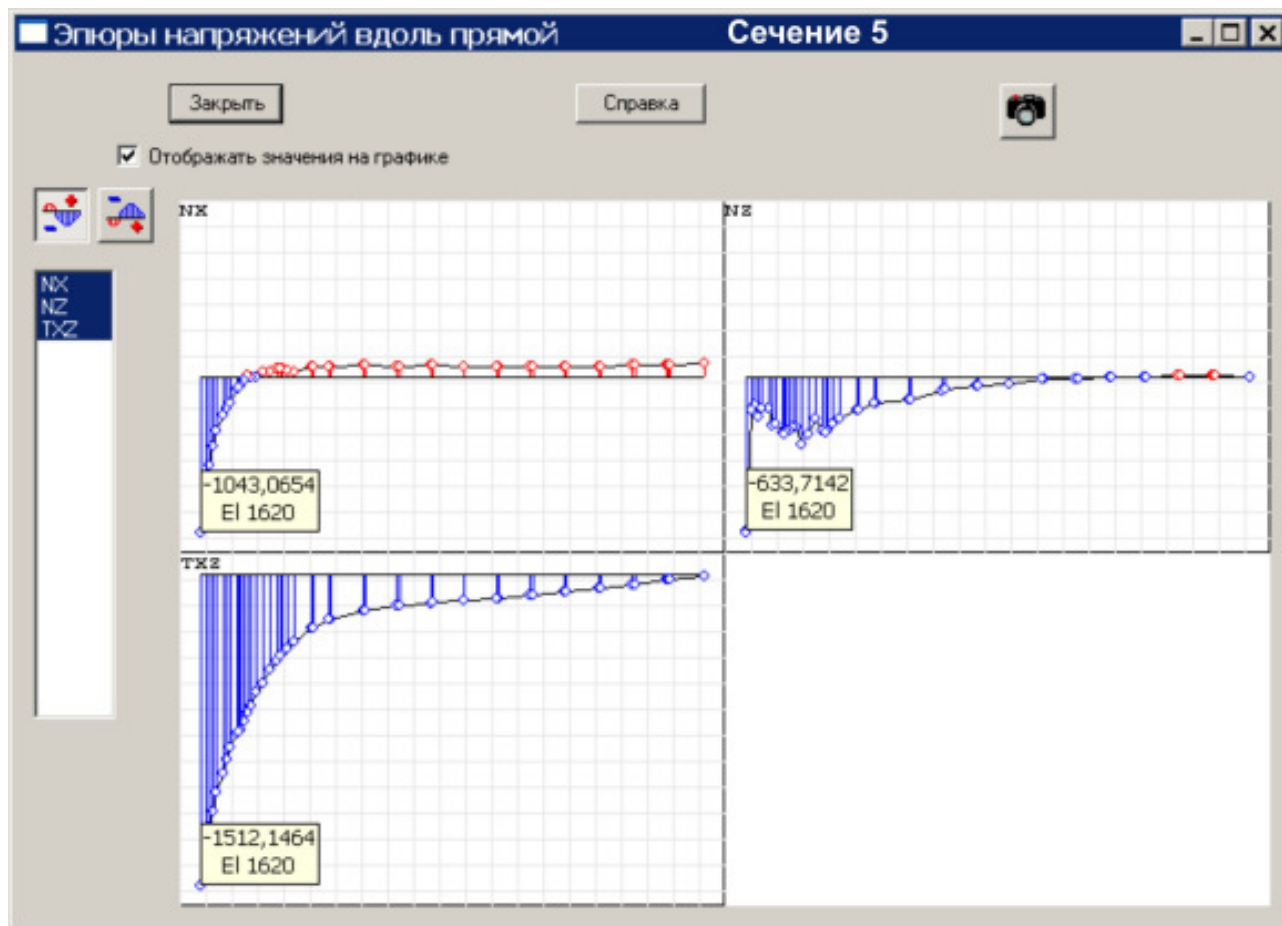 Эпюры напряжений вдоль прямой Сечение 5
Закрыть Справка
Отображать значения на графике
NX NZ
NX
NZ
TXZ
-1043,0654 -633,7142
El 1620 El 1620
TXZ
-1512,1464
El 1620